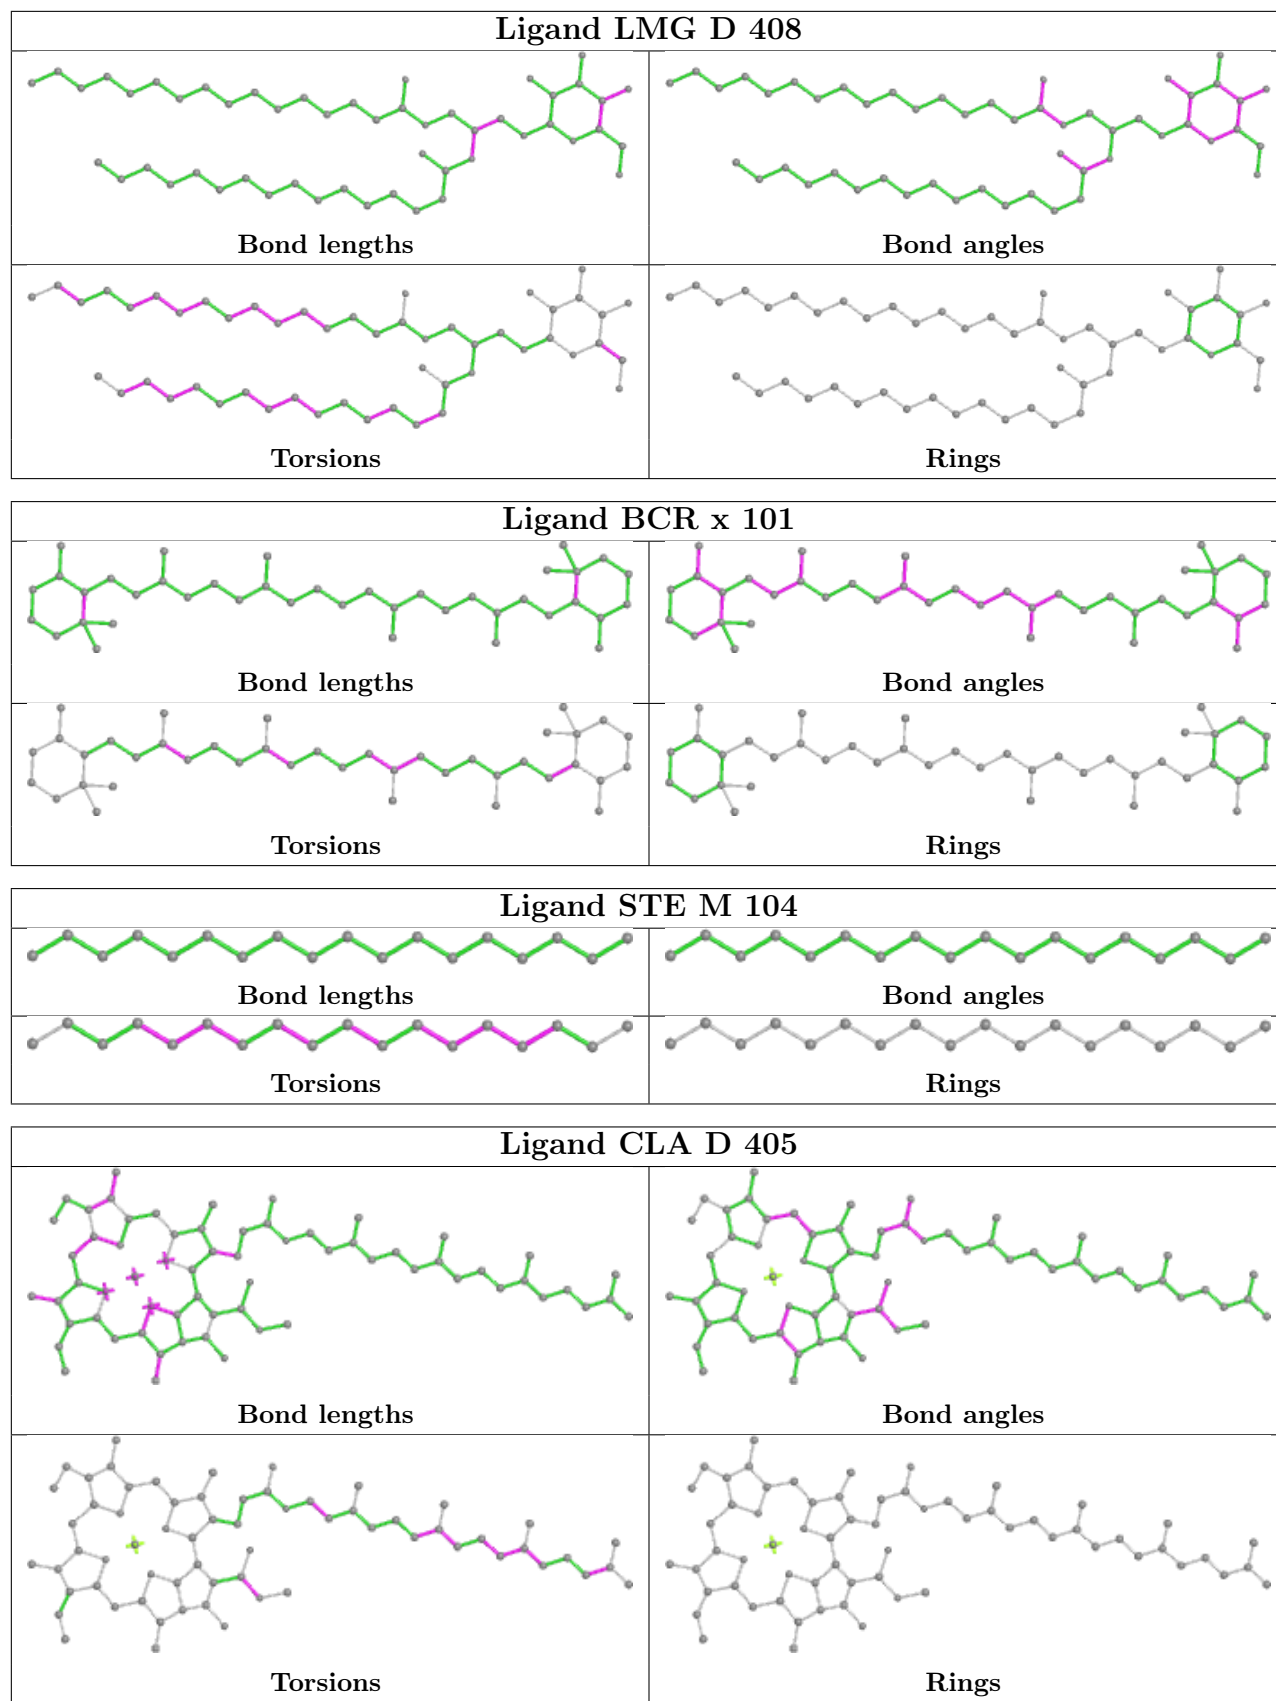 Ligand LMG D 408
Bond lengths
Bond angles
Torsions
Rings
Ligand BCR x 101
Bond lengths
Bond angles
Torsions
Rings
Ligand STE M 104
Bond lengths
Bond angles
Torsions
Rings
Ligand CLA D 405
Bond lengths
Bond angles
Torsions
Rings